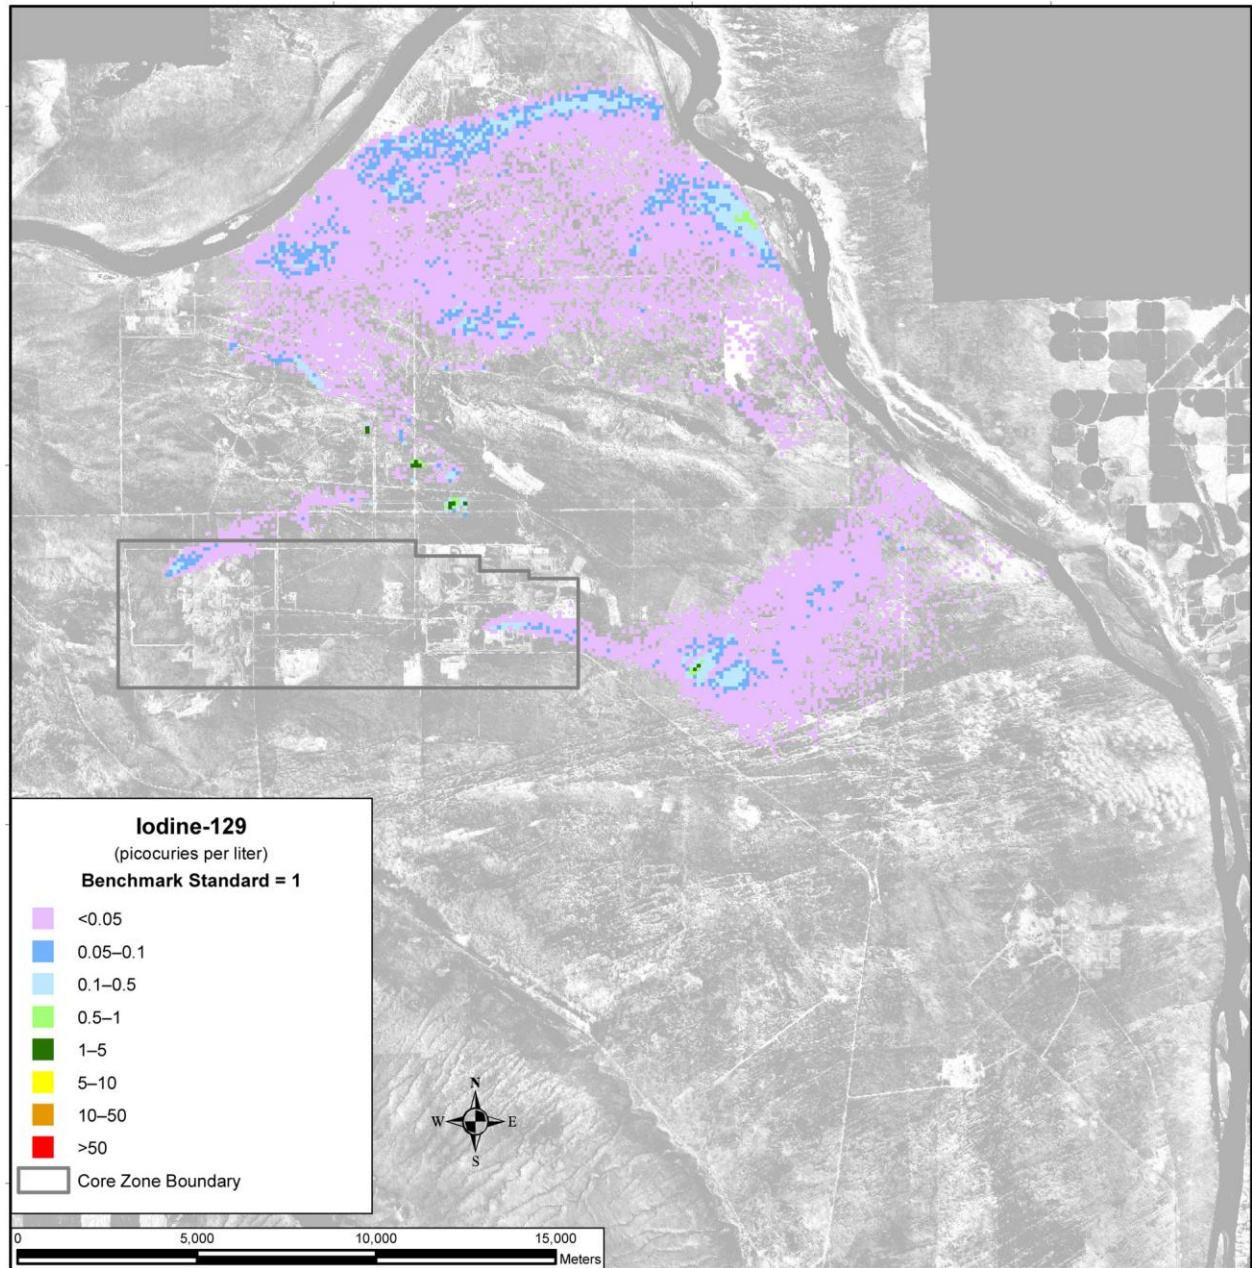 Iodine-129
(picocuries per liter)
Benchmark Standard = 1
<0.05
0.05–0.1
0.1–0.5
0.5–1
1–5
5–10
10–50
>50
Core Zone Boundary
N
W E
S
0 5,000 10,000 15,000
Meters